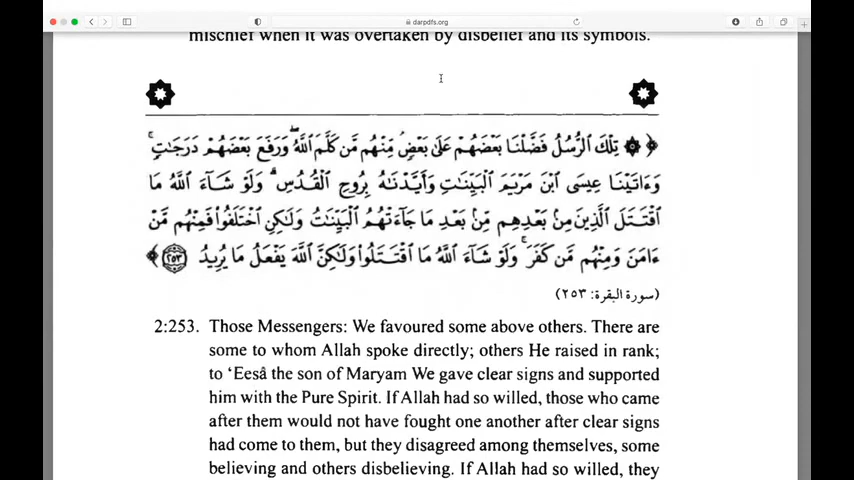 darpdfs.org
mischief when it was overtaken by disbelief and its symbols.
﴿ ۞ تِلْكَ ٱلرُّسُلُ فَضَّلْنَا بَعْضَهُمْ عَلَىٰ بَعْضٍ مِّنْهُم مَّن كَلَّمَ ٱللَّهُ ۖ وَرَفَعَ بَعْضَهُمْ دَرَجَـٰتٍ ۚ
وَءَاتَيْنَا عِيسَى ٱبْنَ مَرْيَمَ ٱلْبَيِّنَـٰتِ وَأَيَّدْنَـٰهُ بِرُوحِ ٱلْقُدُسِ ۗ وَلَوْ شَآءَ ٱللَّهُ مَا
ٱقْتَتَلَ ٱلَّذِينَ مِنۢ بَعْدِهِم مِّنۢ بَعْدِ مَا جَآءَتْهُمُ ٱلْبَيِّنَـٰتُ وَلَـٰكِنِ ٱخْتَلَفُوا۟ فَمِنْهُم مَّنْ
ءَامَنَ وَمِنْهُم مَّن كَفَرَ ۚ وَلَوْ شَآءَ ٱللَّهُ مَا ٱقْتَتَلُوا۟ وَلَـٰكِنَّ ٱللَّهَ يَفْعَلُ مَا يُرِيدُ ٢٥٣ ﴾
(سورة البقرة: ٢٥٣)
2:253. Those Messengers: We favoured some above others. There are
some to whom Allah spoke directly; others He raised in rank;
to ‘Eesâ the son of Maryam We gave clear signs and supported
him with the Pure Spirit. If Allah had so willed, those who came
after them would not have fought one another after clear signs
had come to them, but they disagreed among themselves, some
believing and others disbelieving. If Allah had so willed, they